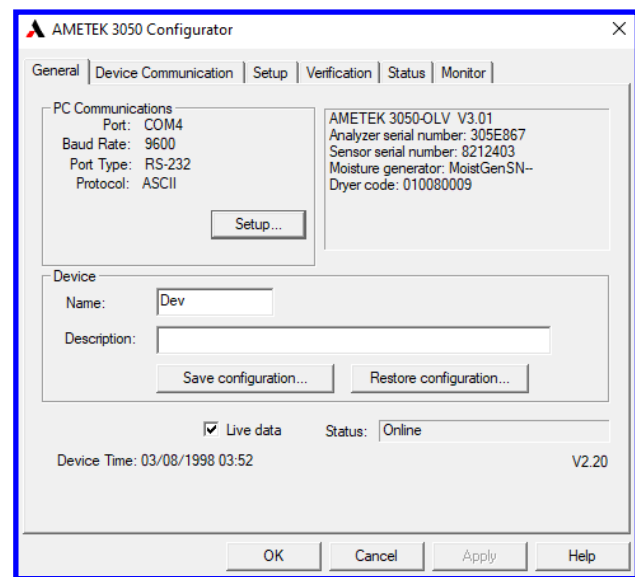 AMETEK 3050 Configurator
General Device Communication Setup Verification Status Monitor
PC Communications
Port: COM4
Baud Rate: 9600
Port Type: RS-232
Protocol: ASCII
Setup...
AMETEK 3050-OLV V3.01
Analyzer serial number: 305E867
Sensor serial number: 8212403
Moisture generator: MoistGenSN--
Dryer code: 010080009
Device
Name: Dev
Description:
Save configuration... Restore configuration...
Live data Status: Online
Device Time: 03/08/1998 03:52 V2.20
OK Cancel Apply Help